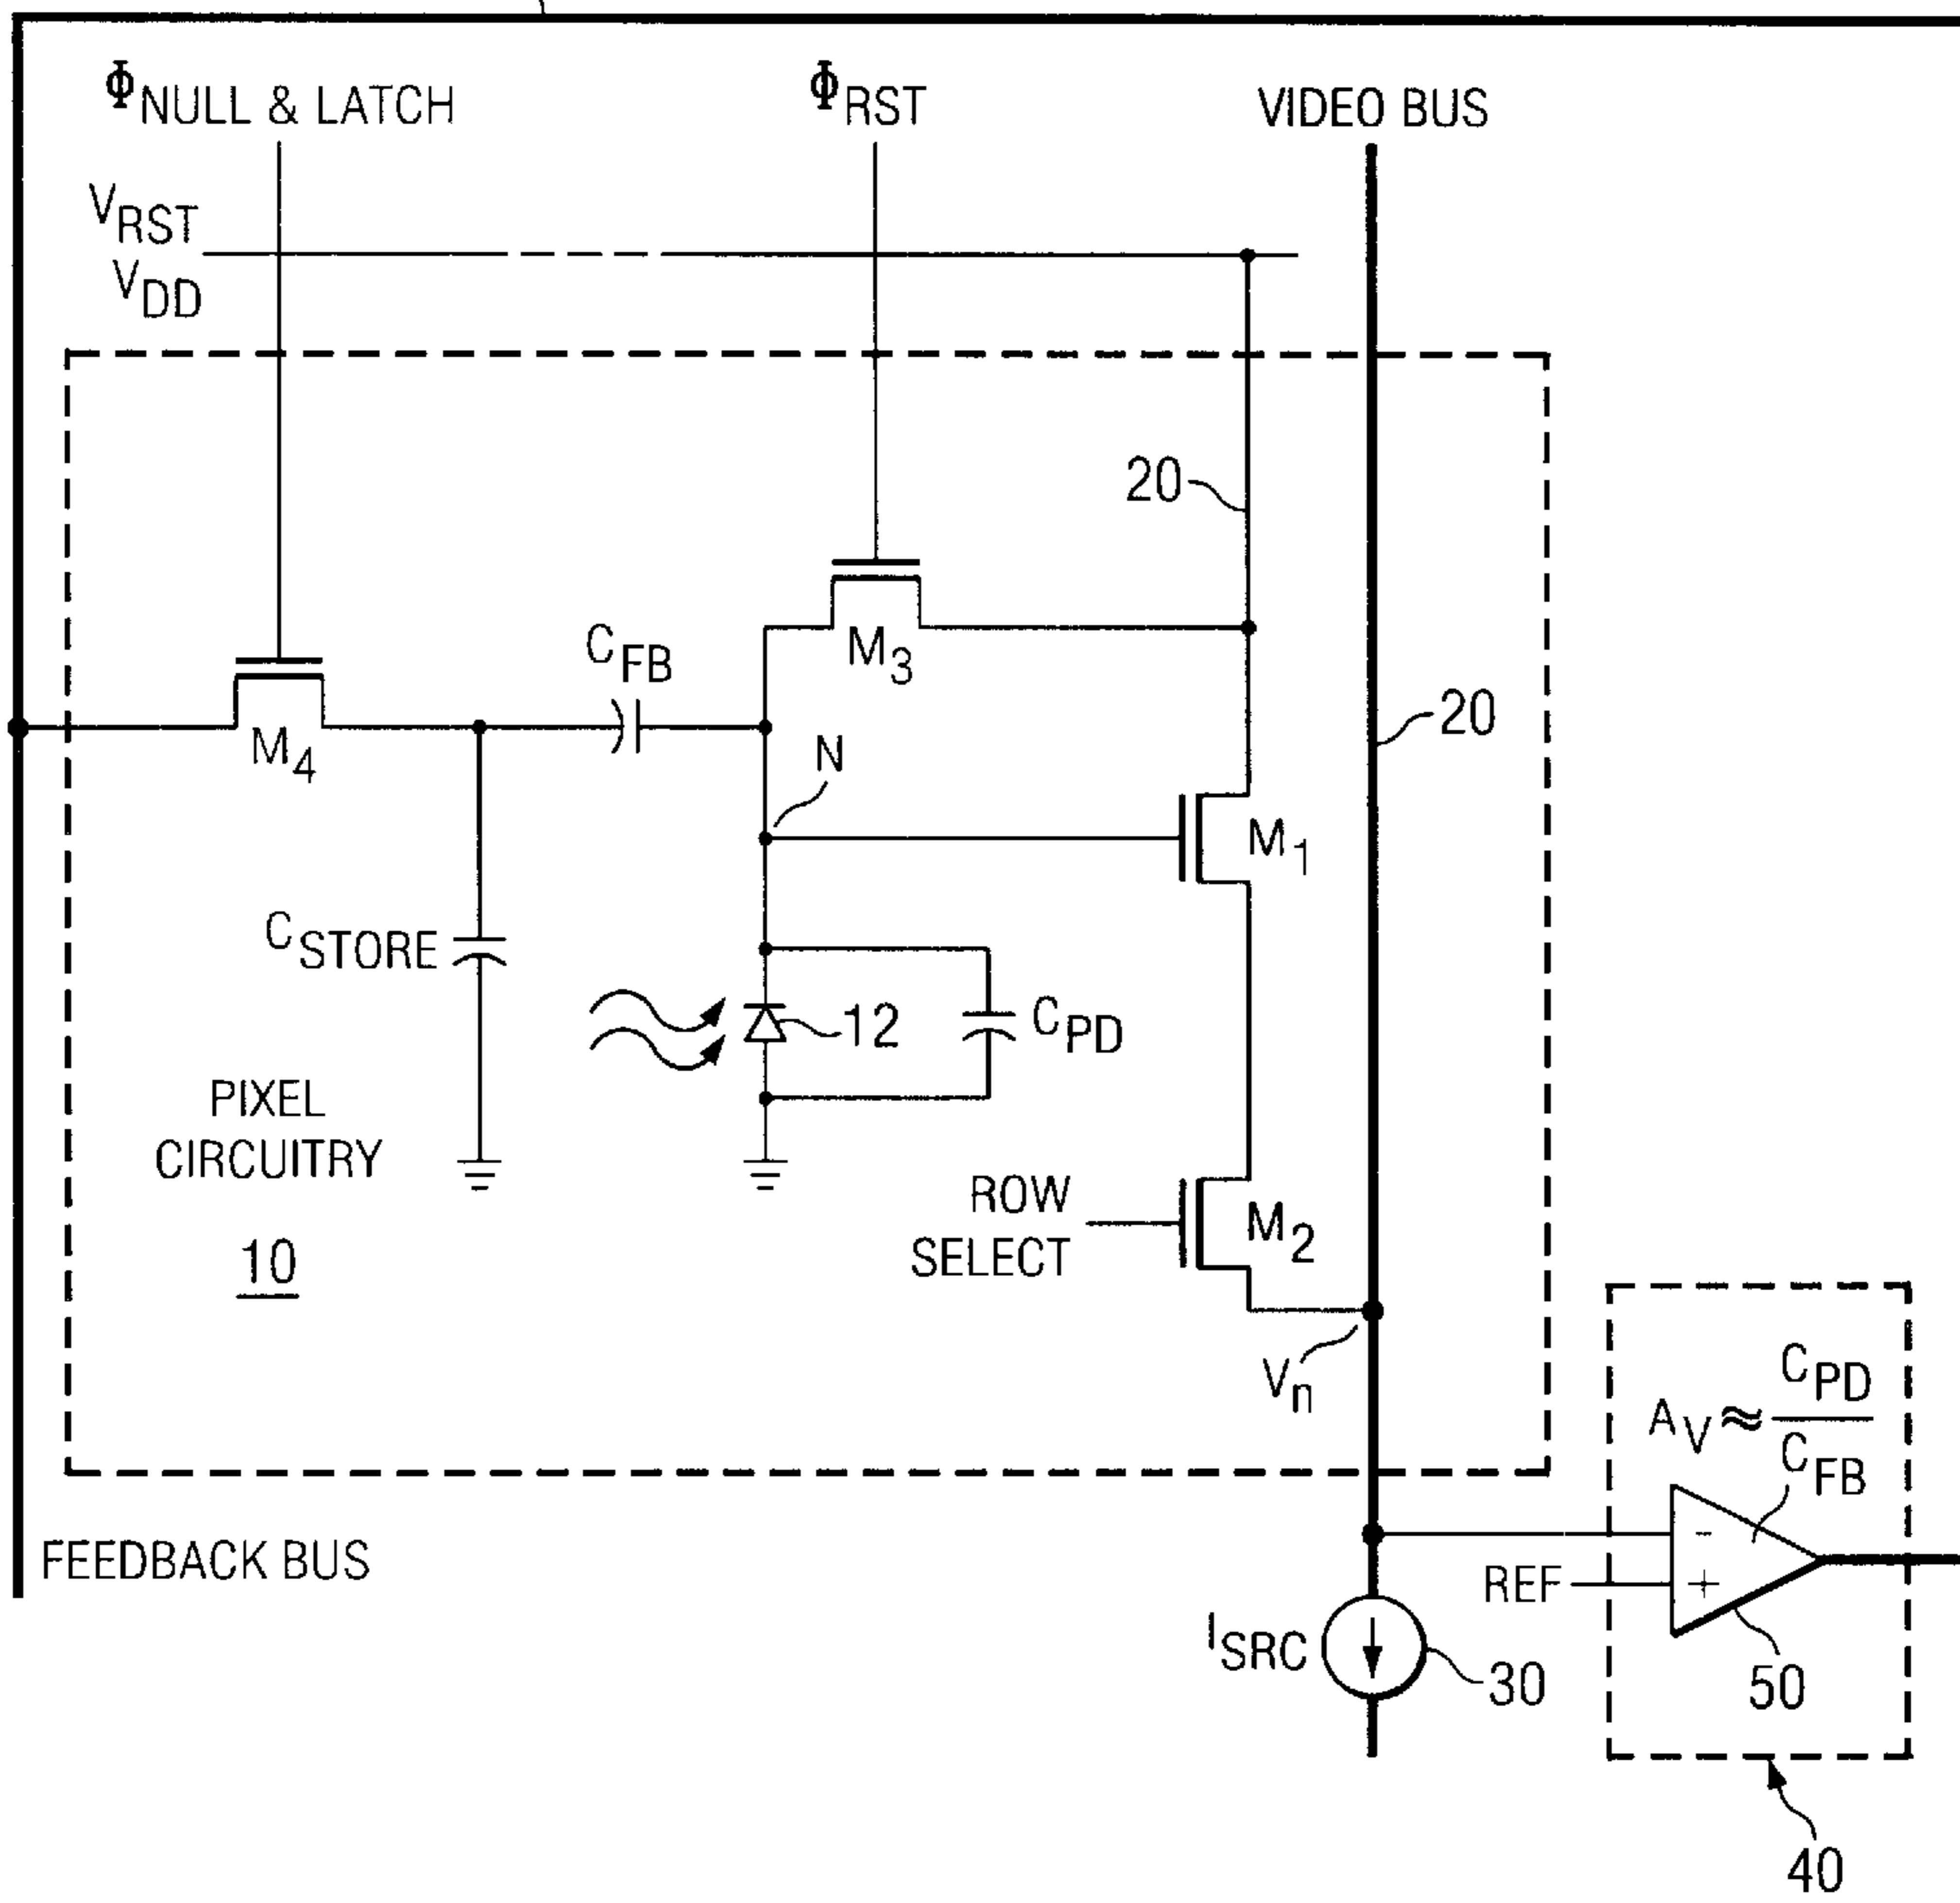 ΦNULL & LATCH
ΦRST
VIDEO BUS
VRST
VDD
20
M3
CFB
M4
20
N
M1
CSTORE
12
CPD
PIXEL
CIRCUITRY
10
ROW
SELECT
M2
Vn
AV ≈ CPD
CFB
FEEDBACK BUS
-
REF
+
ISRC
30
50
40